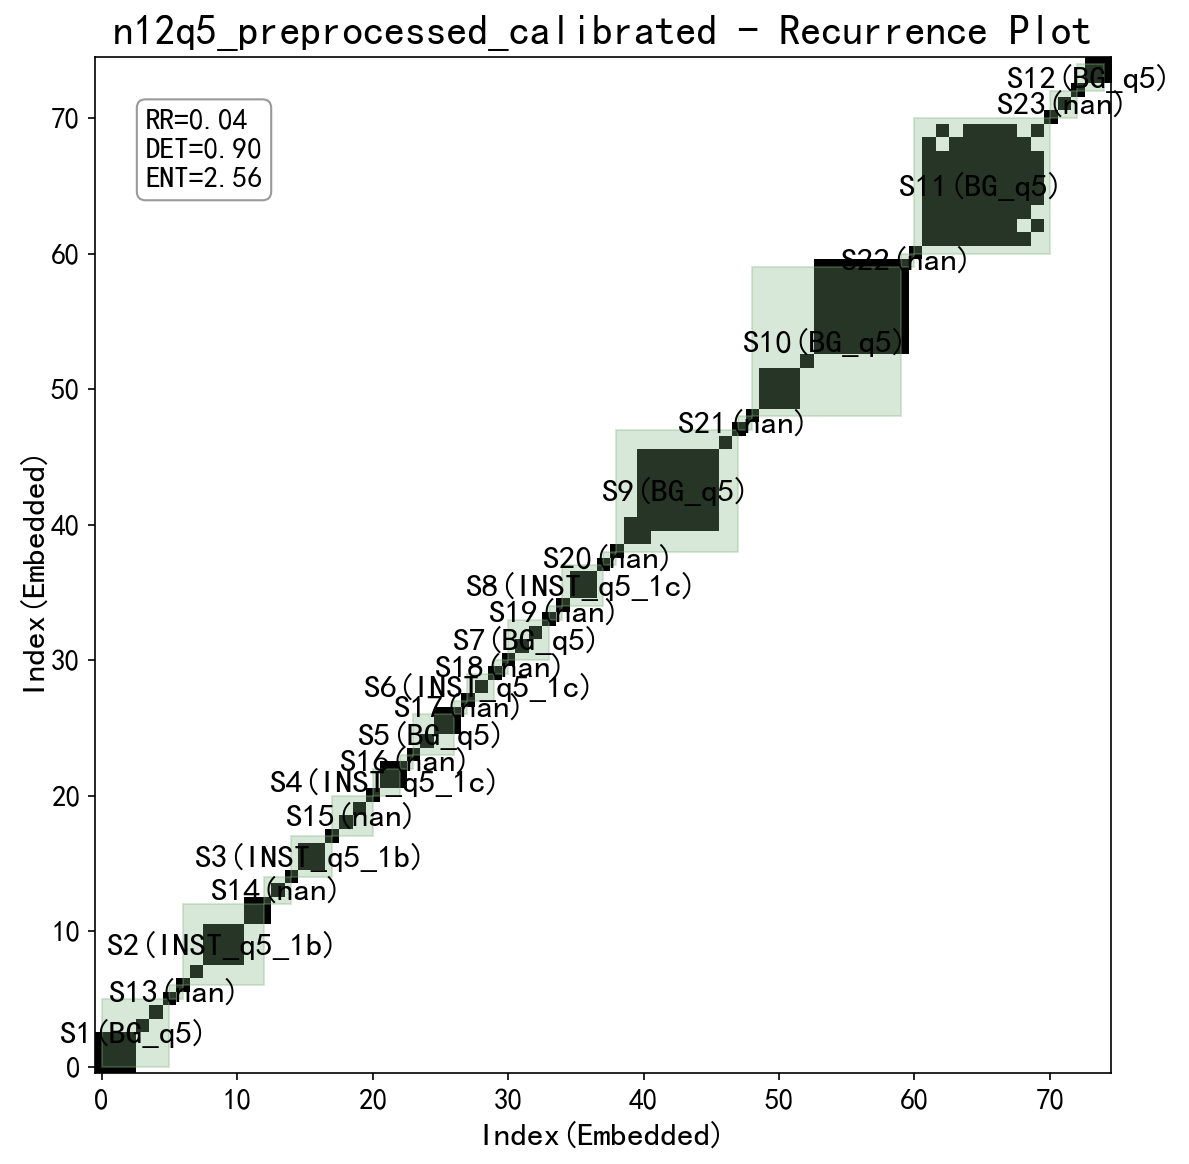 n12q5_preprocessed_calibrated - Recurrence Plot
RR=0.04
DET=0.90
ENT=2.56
S12(BG_q5)
S23(nan)
S11(BG_q5)
S22(nan)
S10(BG_q5)
S21(nan)
S9(BG_q5)
S20(nan)
S8(INST_q5_1c)
S19(nan)
S7(BG_q5)
S18(nan)
S6(INST_q5_1c)
S17(nan)
S5(BG_q5)
S16(nan)
S4(INST_q5_1c)
S15(nan)
S3(INST_q5_1b)
S14(nan)
S2(INST_q5_1b)
S13(nan)
S1(BG_q5)
70
60
50
40
30
20
10
0
Index(Embedded)
0 10 20 30 40 50 60 70
Index(Embedded)